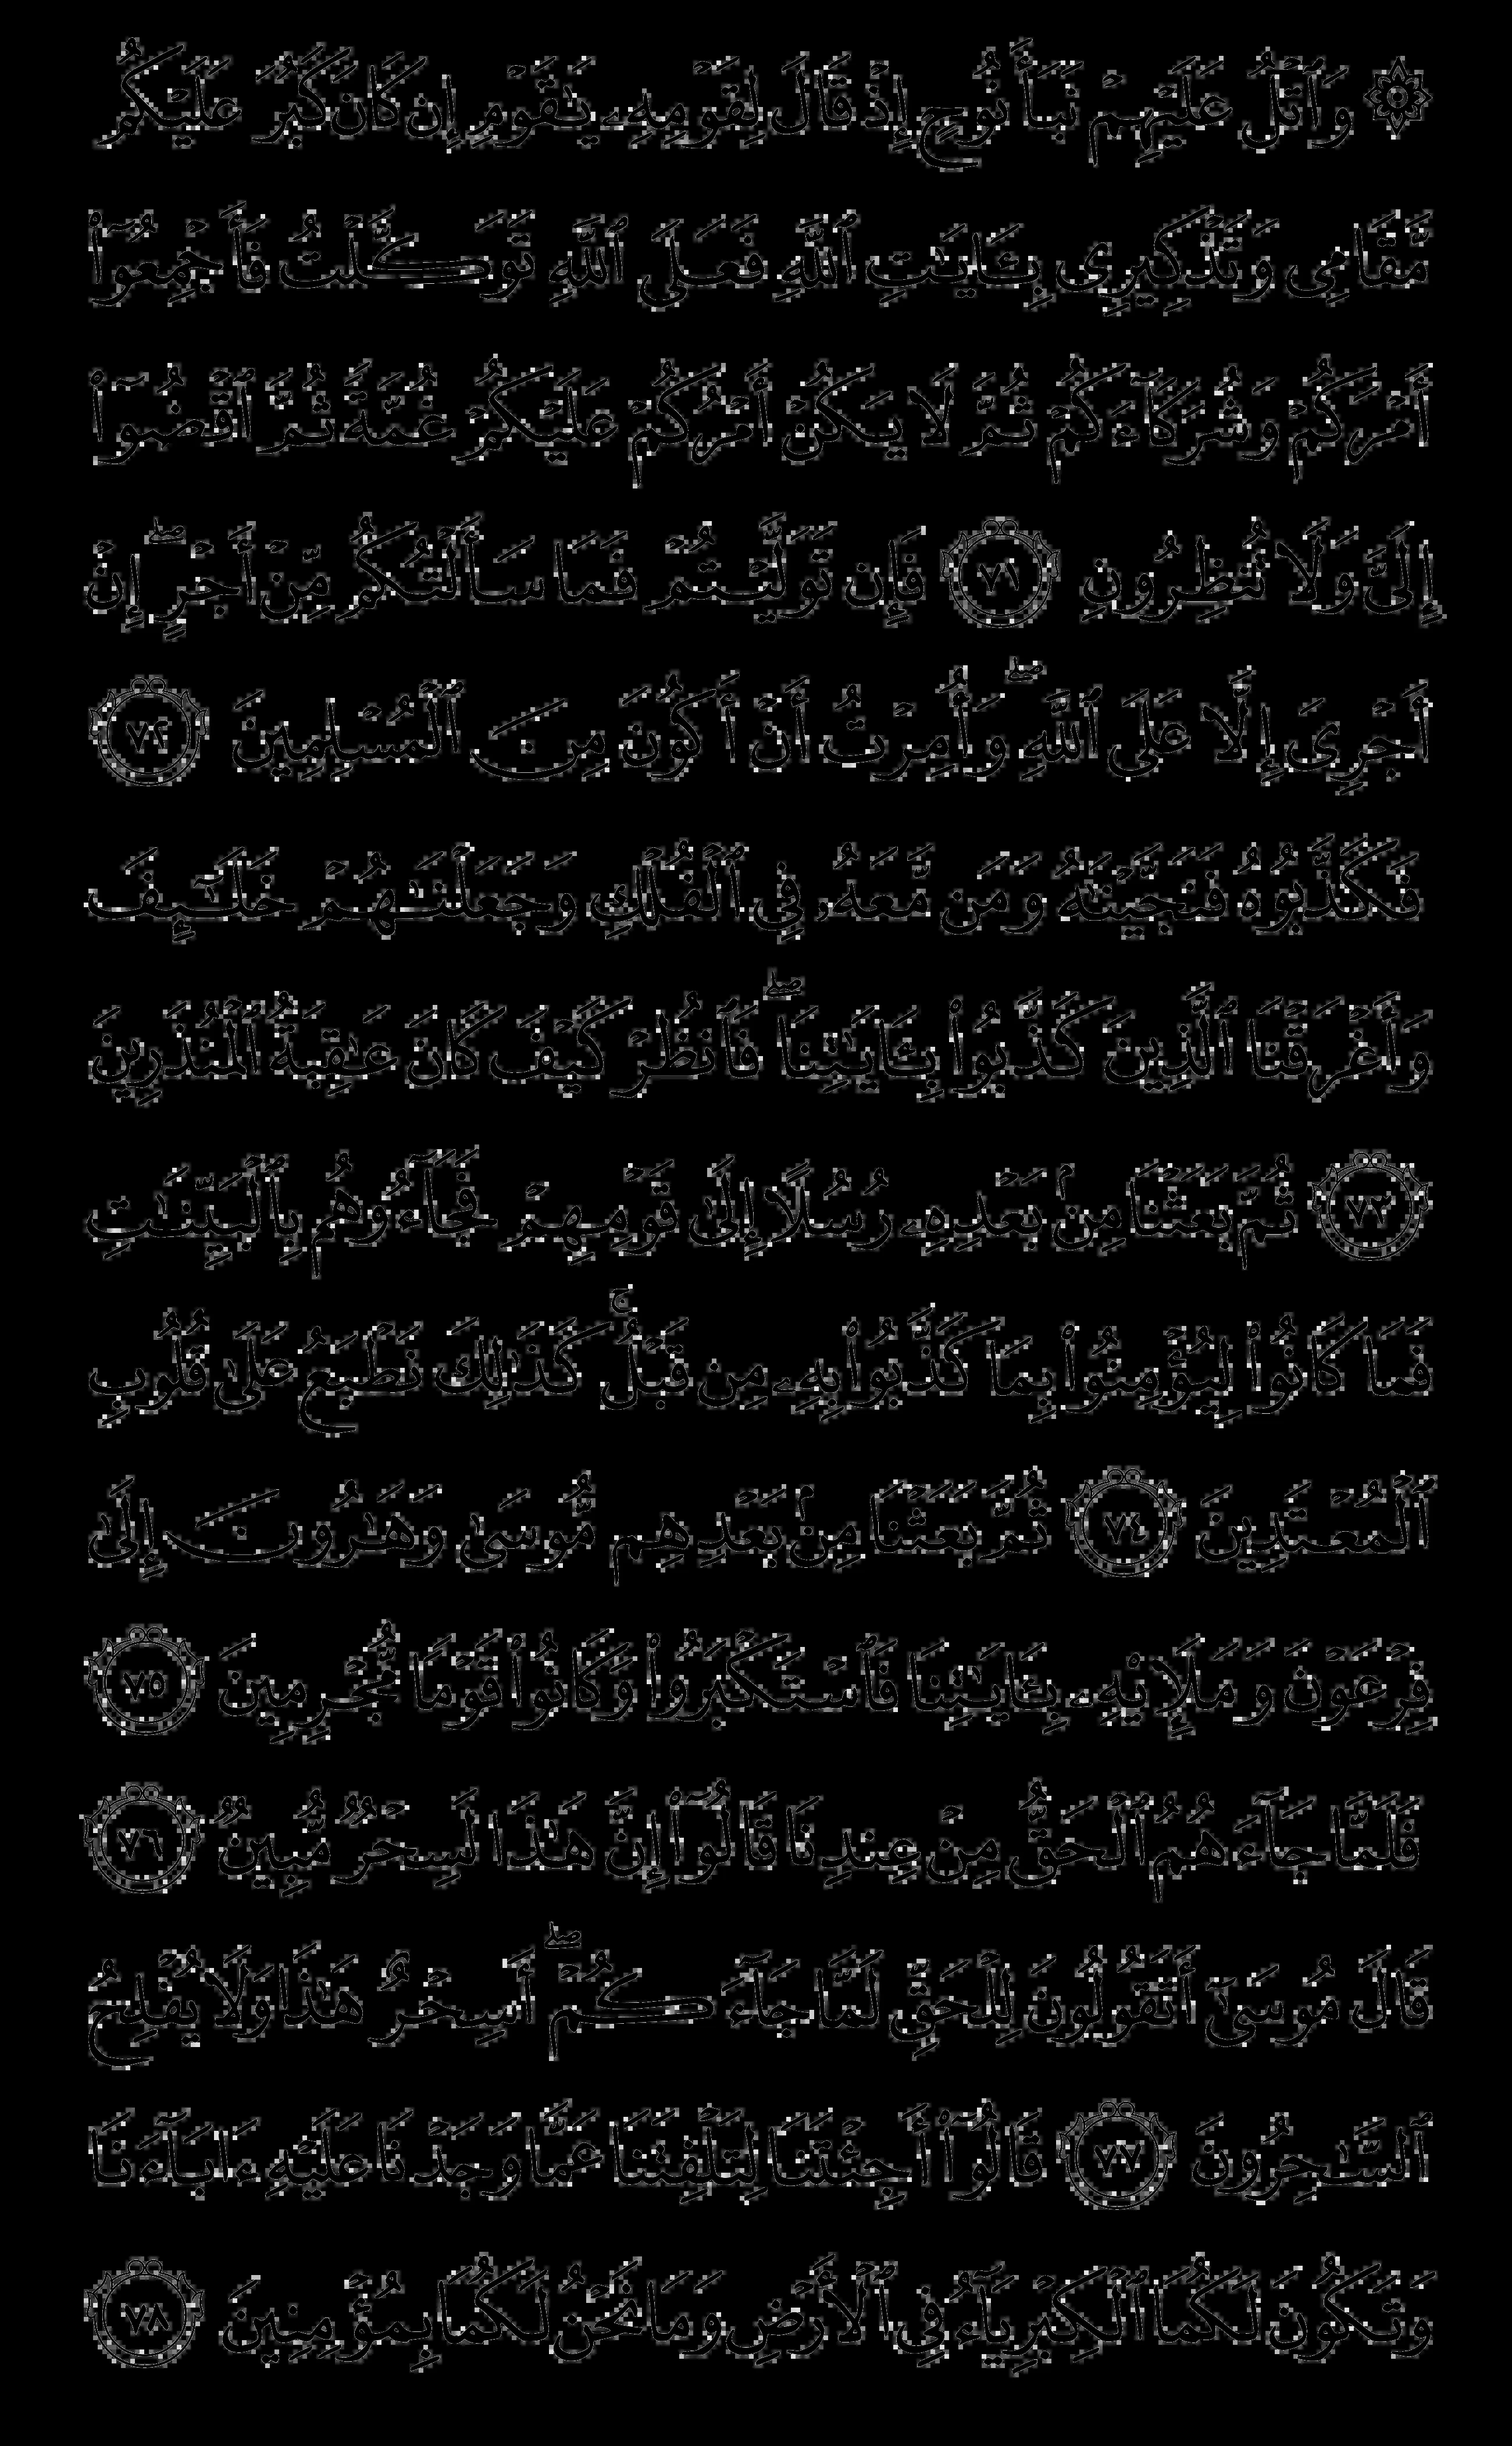 ۞ وَٱتْلُ عَلَيْهِمْ نَبَأَ نُوحٍ إِذْ قَالَ لِقَوْمِهِۦ يَـٰقَوْمِ إِن كَانَ كَبُرَ عَلَيْكُم
مَّقَامِى وَتَذْكِيرِى بِـَٔايَـٰتِ ٱللَّهِ فَعَلَى ٱللَّهِ تَوَكَّلْتُ فَأَجْمِعُوٓا۟
أَمْرَكُمْ وَشُرَكَآءَكُمْ ثُمَّ لَا يَكُنْ أَمْرُكُمْ عَلَيْكُمْ غُمَّةً ثُمَّ ٱقْضُوٓا۟
إِلَىَّ وَلَا تُنظِرُونِ ٧١ فَإِن تَوَلَّيْتُمْ فَمَا سَأَلْتُكُم مِّنْ أَجْرٍ ۖ إِنْ
أَجْرِىَ إِلَّا عَلَى ٱللَّهِ ۖ وَأُمِرْتُ أَنْ أَكُونَ مِنَ ٱلْمُسْلِمِينَ ٧٢
فَكَذَّبُوهُ فَنَجَّيْنَـٰهُ وَمَن مَّعَهُۥ فِى ٱلْفُلْكِ وَجَعَلْنَـٰهُمْ خَلَـٰٓئِفَ
وَأَغْرَقْنَا ٱلَّذِينَ كَذَّبُوا۟ بِـَٔايَـٰتِنَا ۖ فَٱنظُرْ كَيْفَ كَانَ عَـٰقِبَةُ ٱلْمُنذَرِينَ
٧٣ ثُمَّ بَعَثْنَا مِنۢ بَعْدِهِۦ رُسُلًا إِلَىٰ قَوْمِهِمْ فَجَآءُوهُم بِٱلْبَيِّنَـٰتِ
فَمَا كَانُوا۟ لِيُؤْمِنُوا۟ بِمَا كَذَّبُوا۟ بِهِۦ مِن قَبْلُ ۚ كَذَٰلِكَ نَطْبَعُ عَلَىٰ قُلُوبِ
ٱلْمُعْتَدِينَ ٧٤ ثُمَّ بَعَثْنَا مِنۢ بَعْدِهِم مُّوسَىٰ وَهَـٰرُونَ إِلَىٰ
فِرْعَوْنَ وَمَلَإِي۟هِۦ بِـَٔايَـٰتِنَا فَٱسْتَكْبَرُوا۟ وَكَانُوا۟ قَوْمًا مُّجْرِمِينَ ٧٥
فَلَمَّا جَآءَهُمُ ٱلْحَقُّ مِنْ عِندِنَا قَالُوٓا۟ إِنَّ هَـٰذَا لَسِحْرٌ مُّبِينٌ ٧٦
قَالَ مُوسَىٰٓ أَتَقُولُونَ لِلْحَقِّ لَمَّا جَآءَكُمْ ۖ أَسِحْرٌ هَـٰذَا وَلَا يُفْلِحُ
ٱلسَّـٰحِرُونَ ٧٧ قَالُوٓا۟ أَجِئْتَنَا لِتَلْفِتَنَا عَمَّا وَجَدْنَا عَلَيْهِ ءَابَآءَنَا
وَتَكُونَ لَكُمَا ٱلْكِبْرِيَآءُ فِى ٱلْأَرْضِ وَمَا نَحْنُ لَكُمَا بِمُؤْمِنِينَ ٧٨